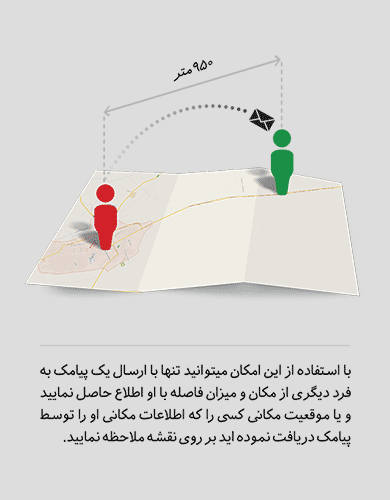 ۹۵۰ متر
با استفاده از این امکان میتوانید تنها با ارسال یک پیامک به
فرد دیگری از مکان و میزان فاصله با او اطلاع حاصل نمایید
و یا موقعیت مکانی کسی را که اطلاعات مکانی او را توسط
پیامک دریافت نموده اید بر روی نقشه ملاحظه نمایید.